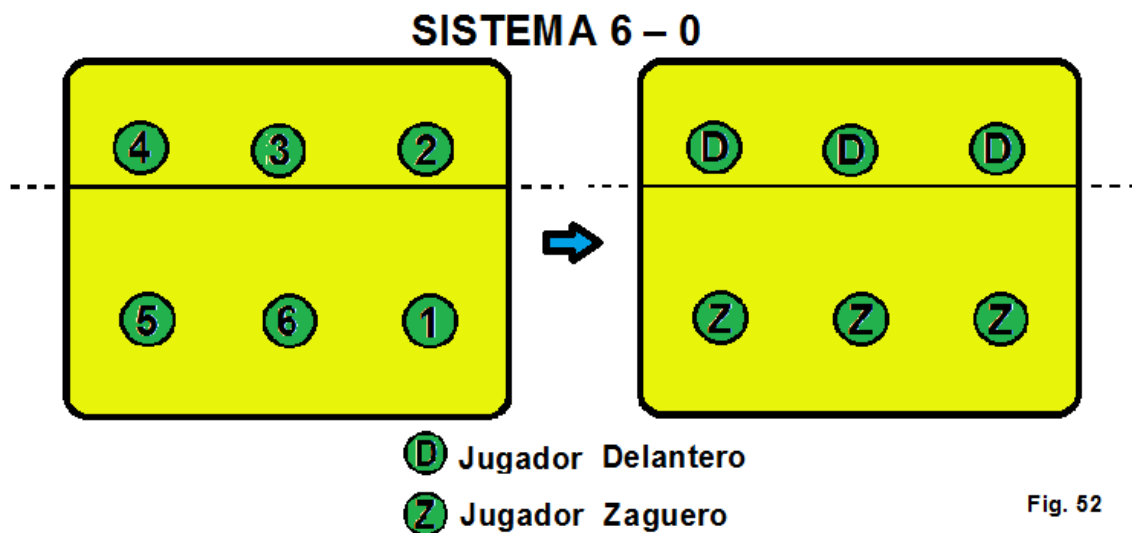 SISTEMA 6 – 0
4 3 2 D D D
5 6 1 Z Z Z
D Jugador Delantero
Z Jugador Zaguero
Fig. 52